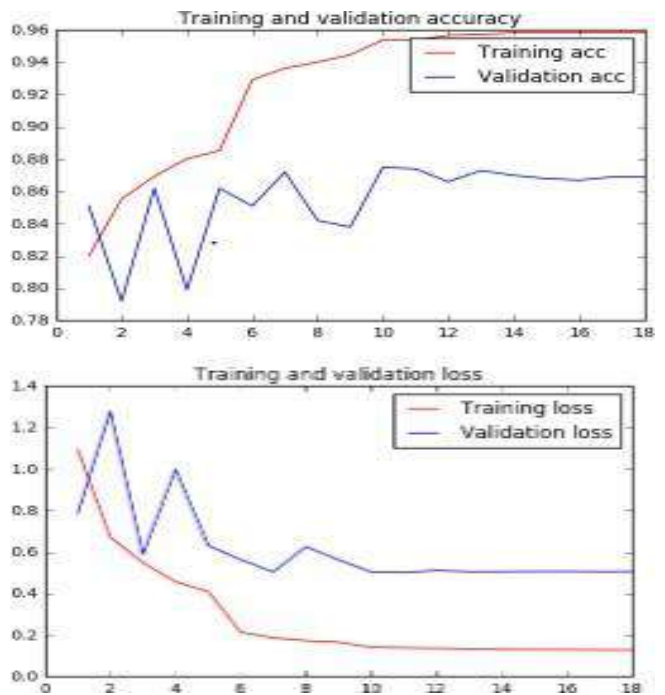 Training and validation accuracy
0.96
0.94
0.92
0.90
0.88
0.86
0.84
0.82
0.80
0.78
Training acc
Validation acc
0 2 4 6 8 10 12 14 16 18
Training and validation loss
1.4
1.2
1.0
0.8
0.6
0.4
0.2
0.0
Training loss
Validation loss
0 2 4 6 8 10 12 14 16 18